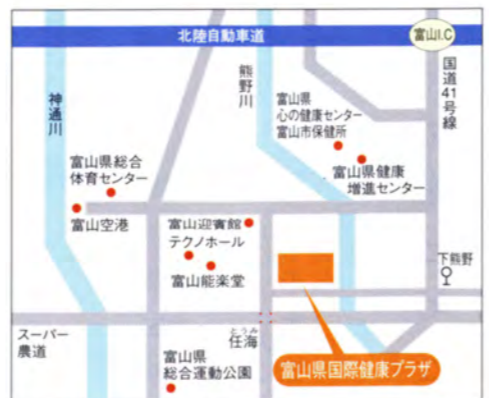 北陸自動車道
富山I.C
国道41号線
熊野川
神通川
富山県
心の健康センター
富山市保健所
富山県健康
増進センター
富山県総合
体育センター
富山空港
富山迎賓館
テクノホール
富山能楽堂
下熊野
スーパー
農道
とうみ
任海
富山県
総合運動公園
富山県国際健康プラザ